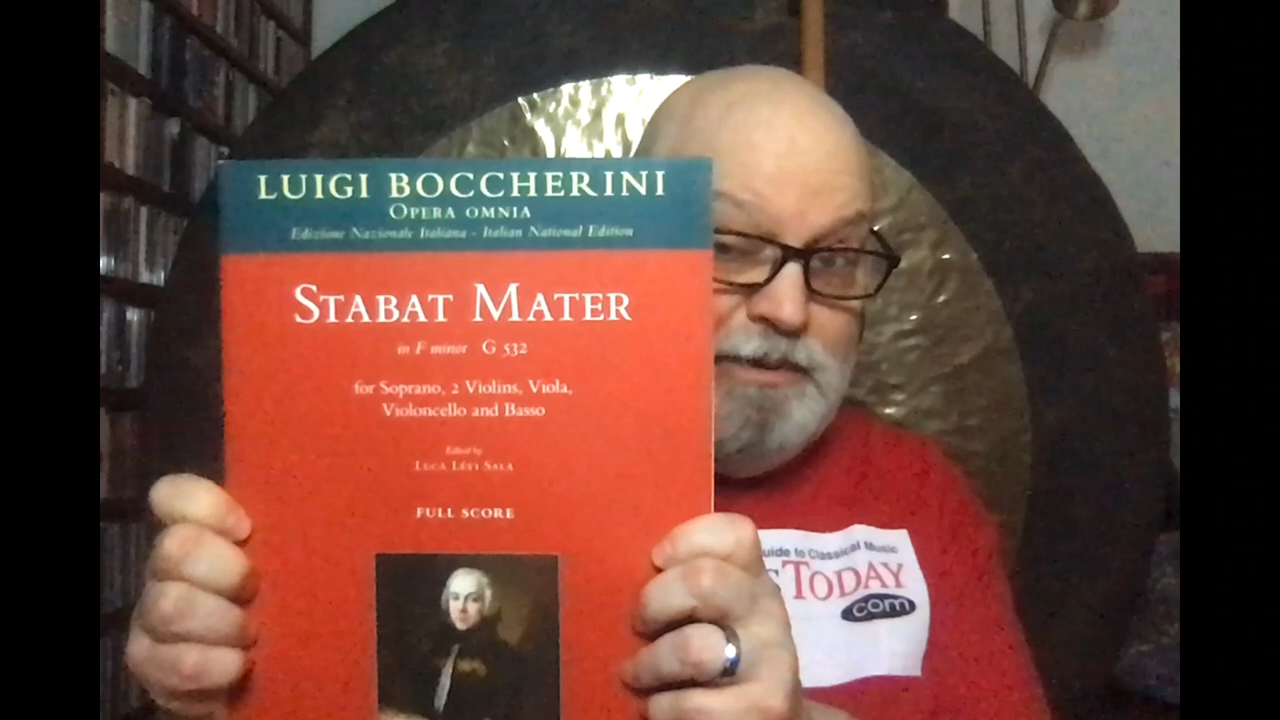 LUIGI BOCCHERINI
OPERA OMNIA
Edizione Nazionale Italiana - Italian National Edition
STABAT MATER
in F minor G 532
for Soprano, 2 Violins, Viola,
Violoncello and Basso
Edited by
LUCA LÉVI SALA
FULL SCORE
uide to Classical Music
sTODAY
.com